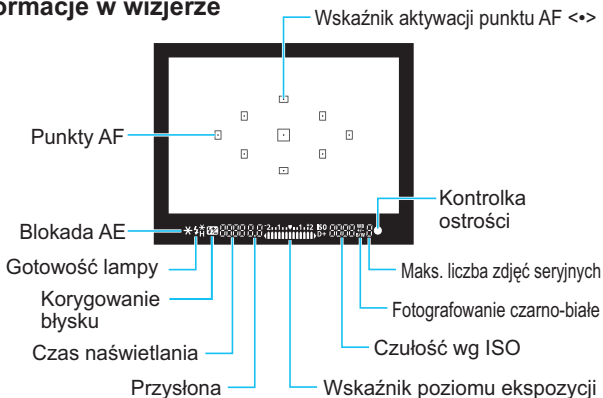 ormacje w wizjerze
Wskaźnik aktywacji punktu AF <•>
Punkty AF
Kontrolka
ostrości
Blokada AE
Gotowość lampy
Maks. liczba zdjęć seryjnych
Korygowanie
błysku
Fotografowanie czarno-białe
Czas naświetlania
Czułość wg ISO
Przysłona
Wskaźnik poziomu ekspozycji